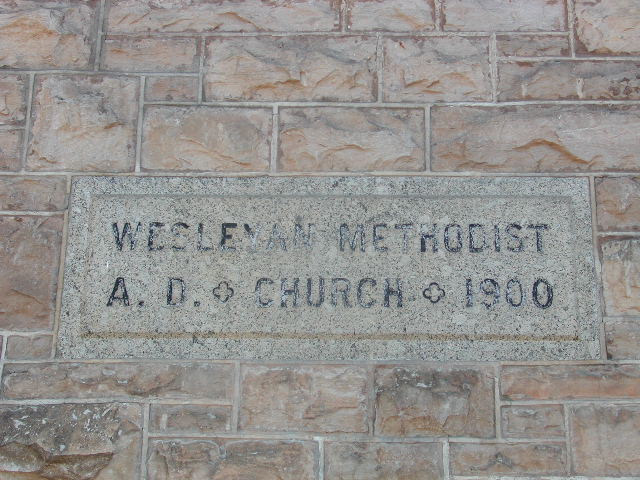 WESLEYAN METHODIST
A. D. CHURCH 1900